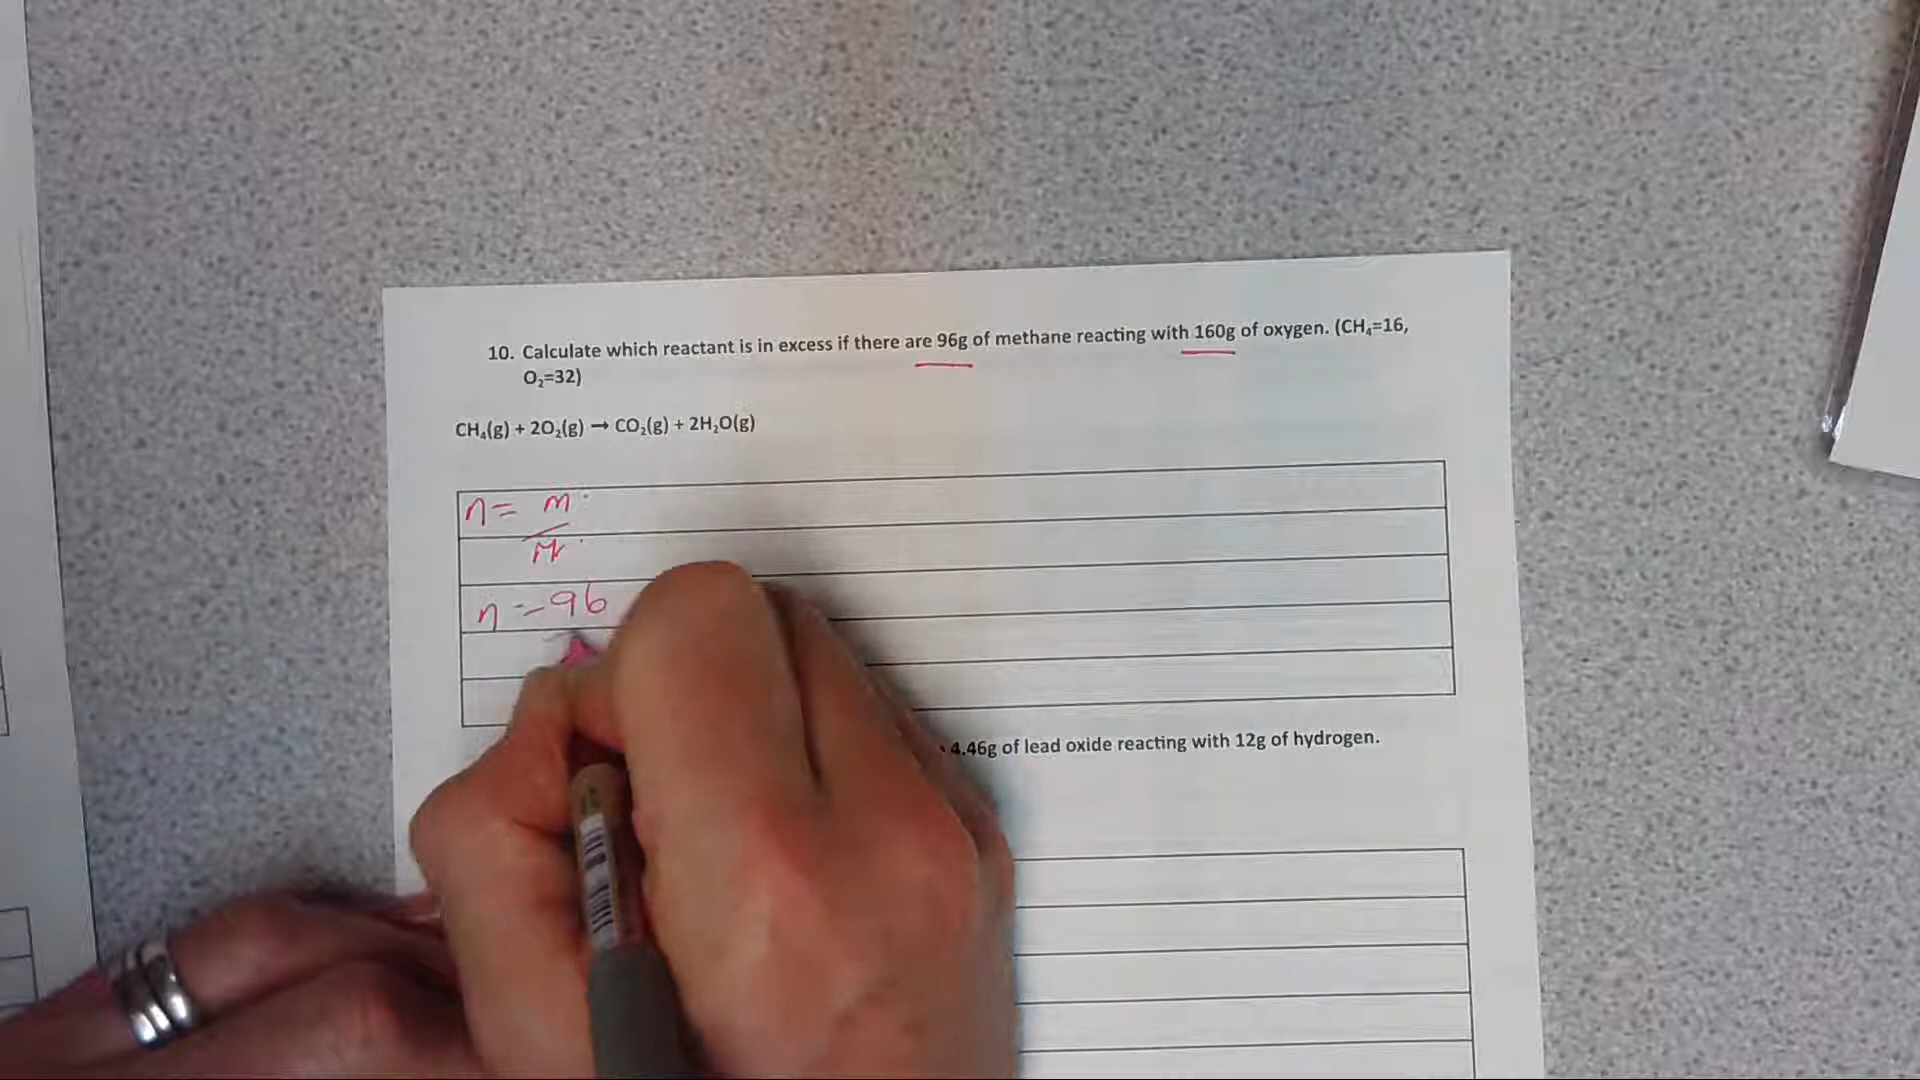 10. Calculate which reactant is in excess if there are 96g of methane reacting with 160g of oxygen. (CH₄=16,
O₂=32)
CH₄(g) + 2O₂(g) → CO₂(g) + 2H₂O(g)
n = m
Mr
n = 96
4.46g of lead oxide reacting with 12g of hydrogen.